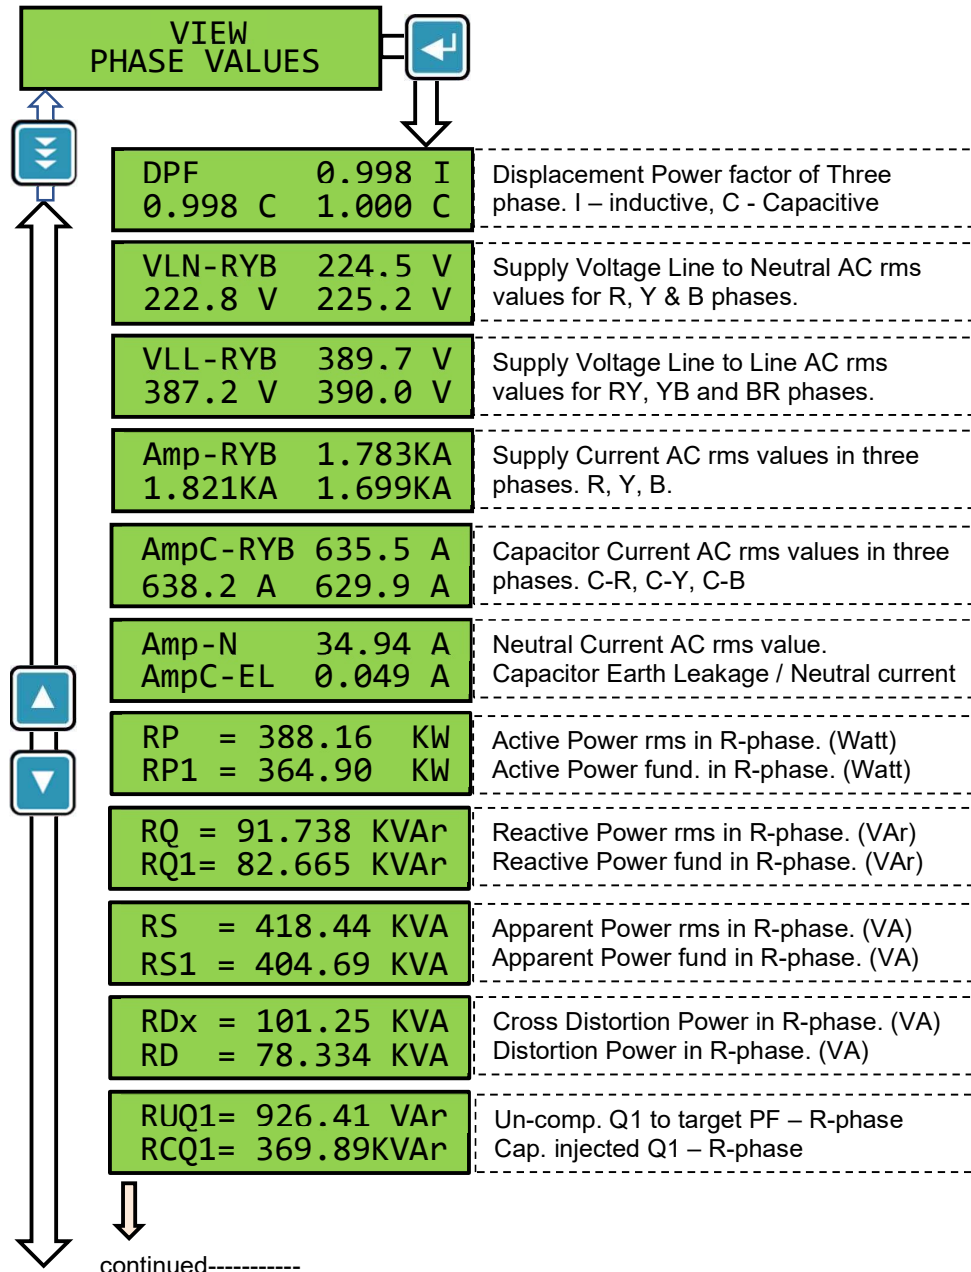 VIEW
PHASE VALUES
DPF 0.998 I
0.998 C 1.000 C
Displacement Power factor of Three
phase. I – inductive, C - Capacitive
VLN-RYB 224.5 V
222.8 V 225.2 V
Supply Voltage Line to Neutral AC rms
values for R, Y & B phases.
VLL-RYB 389.7 V
387.2 V 390.0 V
Supply Voltage Line to Line AC rms
values for RY, YB and BR phases.
Amp-RYB 1.783KA
1.821KA 1.699KA
Supply Current AC rms values in three
phases. R, Y, B.
AmpC-RYB 635.5 A
638.2 A 629.9 A
Capacitor Current AC rms values in three
phases. C-R, C-Y, C-B
Amp-N 34.94 A
AmpC-EL 0.049 A
Neutral Current AC rms value.
Capacitor Earth Leakage / Neutral current
RP = 388.16 KW
RP1 = 364.90 KW
Active Power rms in R-phase. (Watt)
Active Power fund. in R-phase. (Watt)
RQ = 91.738 KVAr
RQ1= 82.665 KVAr
Reactive Power rms in R-phase. (VAr)
Reactive Power fund in R-phase. (VAr)
RS = 418.44 KVA
RS1 = 404.69 KVA
Apparent Power rms in R-phase. (VA)
Apparent Power fund in R-phase. (VA)
RDx = 101.25 KVA
RD = 78.334 KVA
Cross Distortion Power in R-phase. (VA)
Distortion Power in R-phase. (VA)
RUQ1= 926.41 VAr
RCQ1= 369.89KVAr
Un-comp. Q1 to target PF – R-phase
Cap. injected Q1 – R-phase
continued-----------